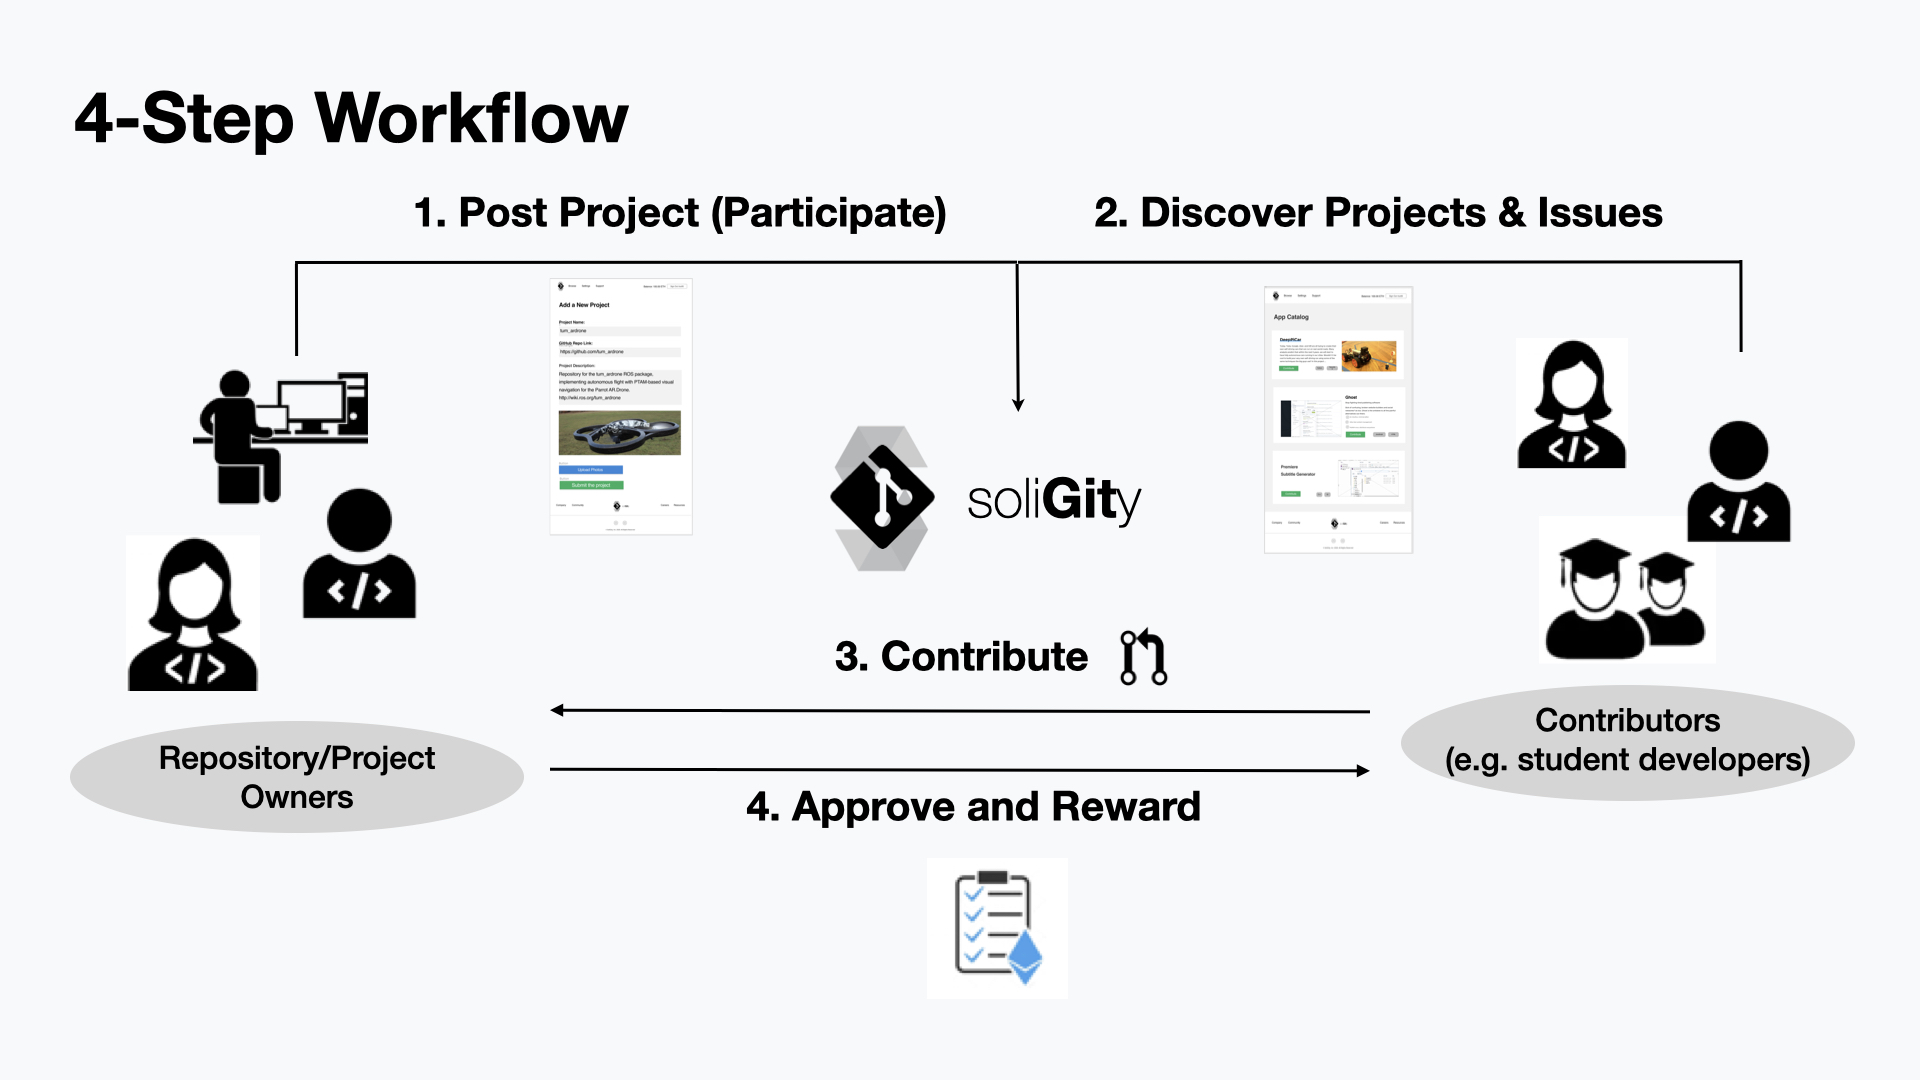 4-Step Workflow
1. Post Project (Participate)
2. Discover Projects & Issues
Add a New Project
Project Name:
tum_ardrone
GitHub Repo Link:
https://github.com/tum_ardrone
Project Description:
Repository for the tum_ardrone ROS package,
implementing autonomous flight with PTAM-based visual
navigation for the Parrot AR.Drone.
http://wiki.ros.org/tum_ardrone
Upload Photos
Submit the project
soliGity
App Catalog
Ghost
Premiere
Subtitle Generator
</>
</>
</>
</>
3. Contribute
Repository/Project
Owners
Contributors
(e.g. student developers)
4. Approve and Reward